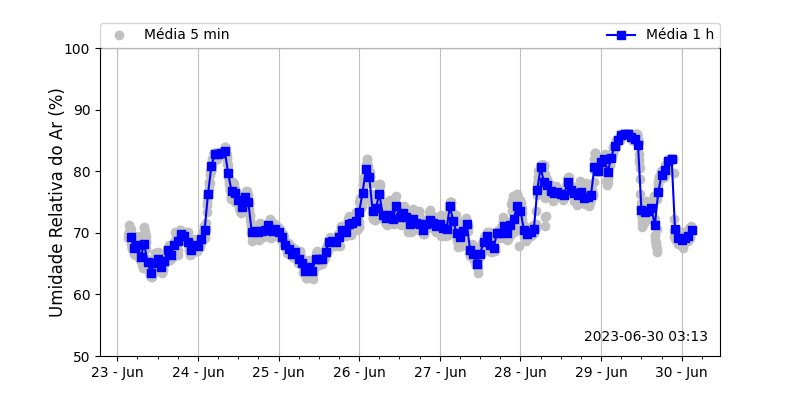 Média 5 min
Média 1 h
Umidade Relativa do Ar (%)
100
90
80
70
60
50
2023-06-30 03:13
23 - Jun
24 - Jun
25 - Jun
26 - Jun
27 - Jun
28 - Jun
29 - Jun
30 - Jun